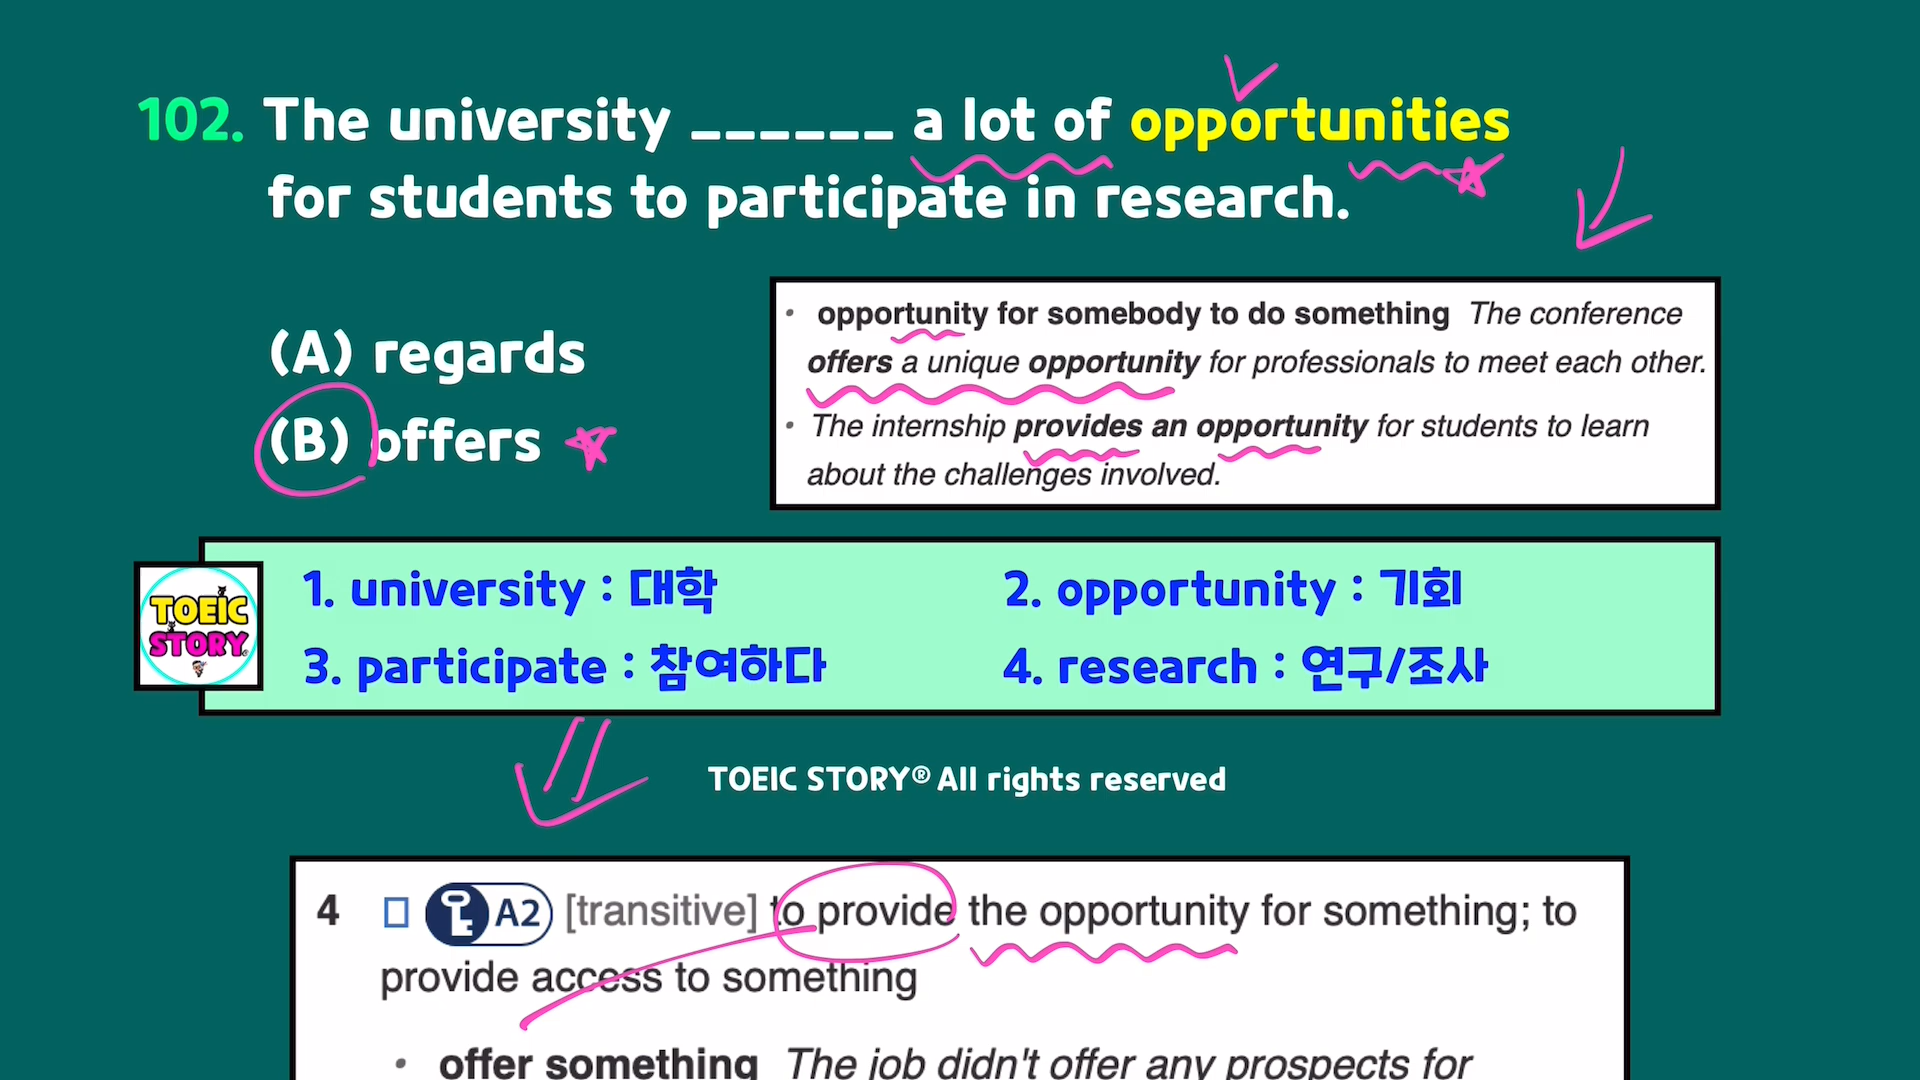 102. The university ______ a lot of opportunities
for students to participate in research.
• opportunity for somebody to do something The conference
offers a unique opportunity for professionals to meet each other.
• The internship provides an opportunity for students to learn
about the challenges involved.
(A) regards
(B) offers
TOEIC
STORY
1. university : 대학
2. opportunity : 기회
3. participate : 참여하다
4. research : 연구/조사
TOEIC STORY® All rights reserved
4 A2 [transitive] to provide the opportunity for something; to
provide access to something
• offer something The job didn't offer any prospects for